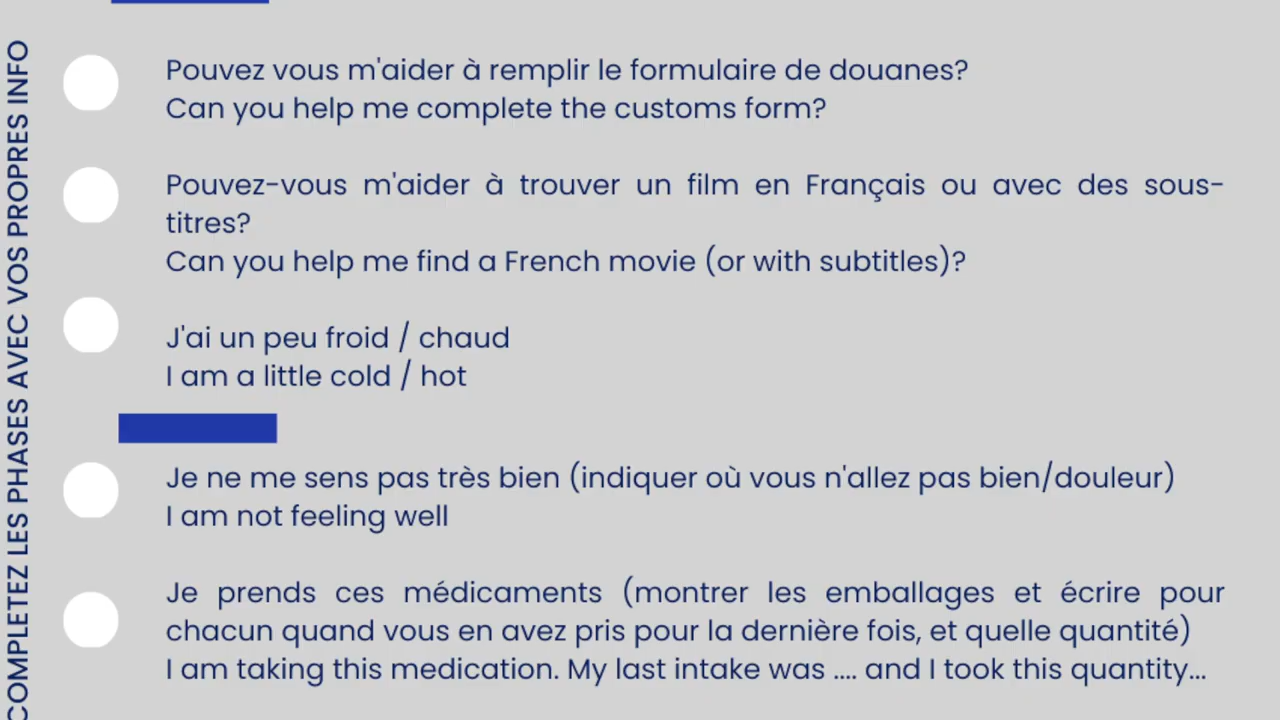 COMPLETEZ LES PHASES AVEC VOS PROPRES INFO
Pouvez vous m'aider à remplir le formulaire de douanes?
Can you help me complete the customs form?
Pouvez-vous m'aider à trouver un film en Français ou avec des sous-
titres?
Can you help me find a French movie (or with subtitles)?
J'ai un peu froid / chaud
I am a little cold / hot
Je ne me sens pas très bien (indiquer où vous n'allez pas bien/douleur)
I am not feeling well
Je prends ces médicaments (montrer les emballages et écrire pour
chacun quand vous en avez pris pour la dernière fois, et quelle quantité)
I am taking this medication. My last intake was .... and I took this quantity...